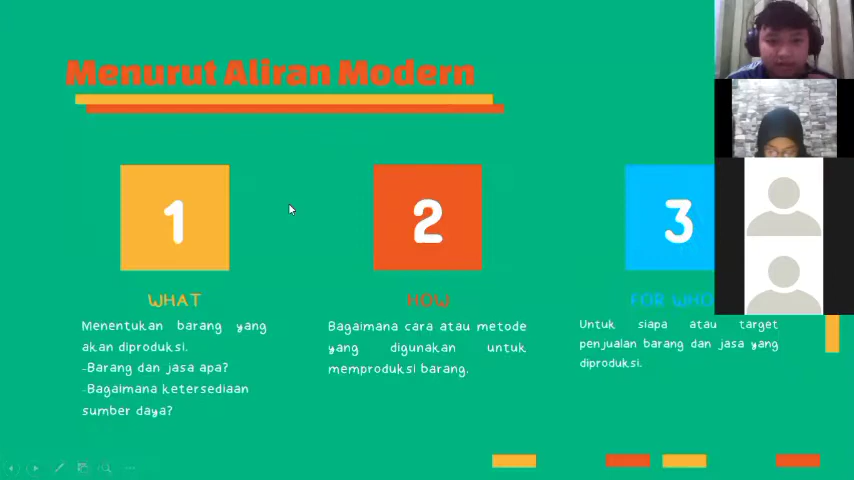 Menurut Aliran Modern
1
WHAT
Menentukan barang yang
akan diproduksi.
-Barang dan jasa apa?
-Bagaimana ketersediaan
sumber daya?
2
HOW
Bagaimana cara atau metode
yang digunakan untuk
memproduksi barang.
3
FOR WHO
Untuk siapa atau target
penjualan barang dan jasa yang
diproduksi.